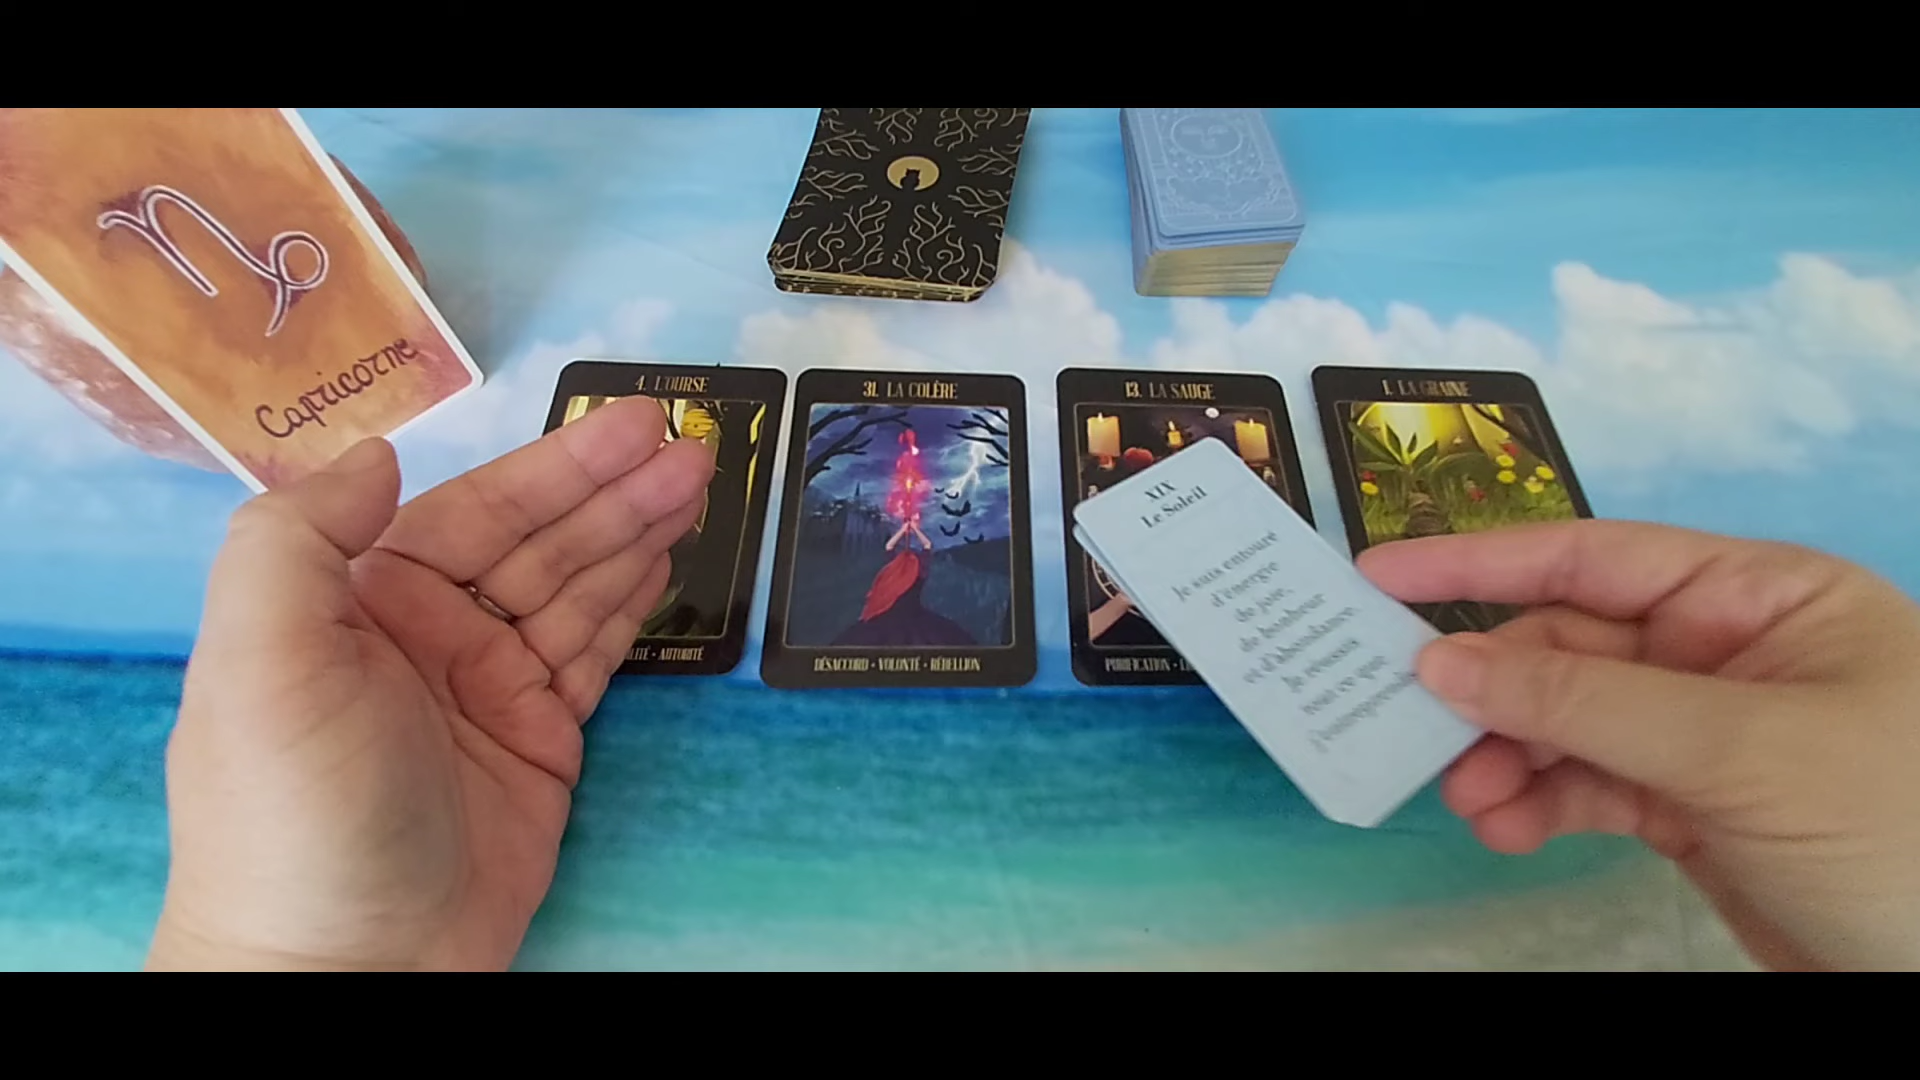 Capricorne
4. L'OURSE
AUTORITÉ
31. LA COLÈRE
DÉSACCORD • VOLONTÉ • RÉBELLION
13. LA SAUGE
PURIFICATION •
1. LA GRAINE
XIX
Le Soleil
Je suis entouré
d'énergie
de joie,
de bonheur
et d'abondance.
Je réussis
tout ce que
j'entreprends